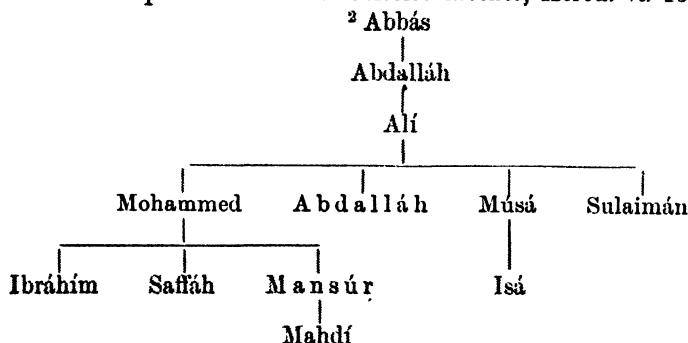 ² Abbás
Abdalláh
Alí
Mohammed Abdalláh Músá Sulaimán
Ibráhím Saffáh Mansúr Isá
Mahdí